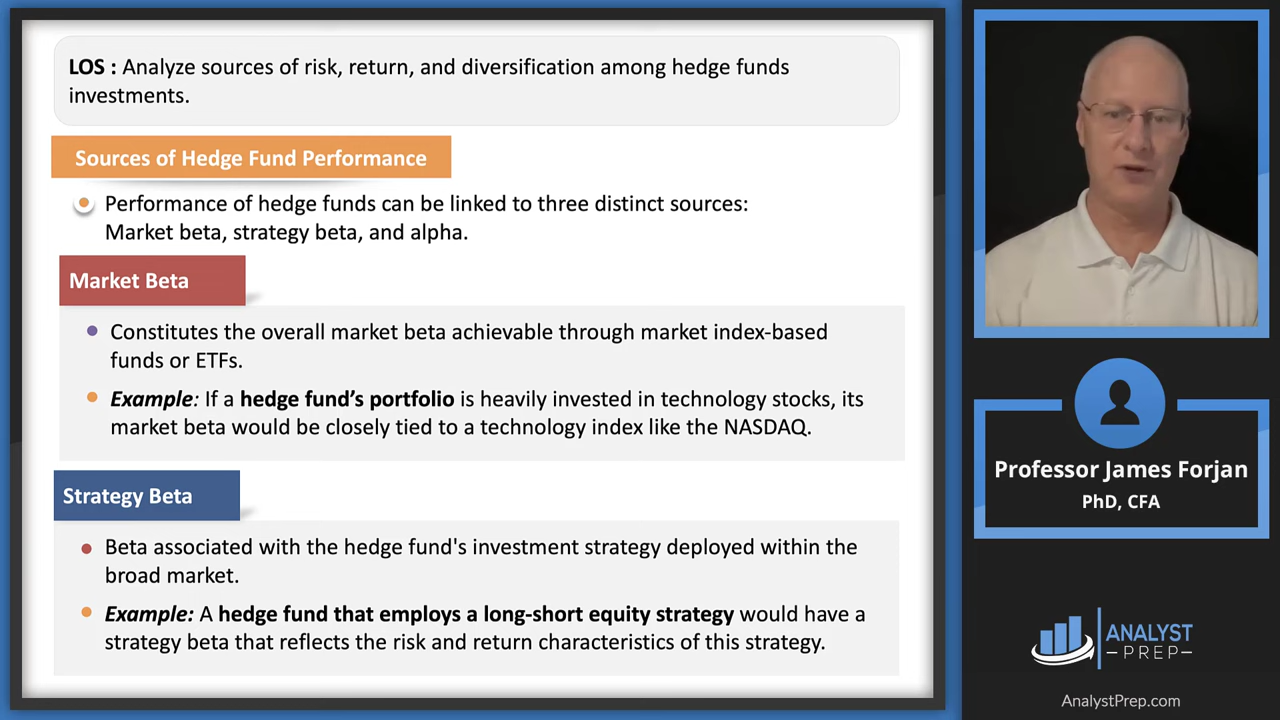 LOS : Analyze sources of risk, return, and diversification among hedge funds
investments.
Sources of Hedge Fund Performance
Performance of hedge funds can be linked to three distinct sources:
Market beta, strategy beta, and alpha.
Market Beta
Constitutes the overall market beta achievable through market index-based
funds or ETFs.
Example: If a hedge fund’s portfolio is heavily invested in technology stocks, its
market beta would be closely tied to a technology index like the NASDAQ.
Strategy Beta
Beta associated with the hedge fund's investment strategy deployed within the
broad market.
Example: A hedge fund that employs a long-short equity strategy would have a
strategy beta that reflects the risk and return characteristics of this strategy.
Professor James Forjan
PhD, CFA
ANALYST
PREP
AnalystPrep.com